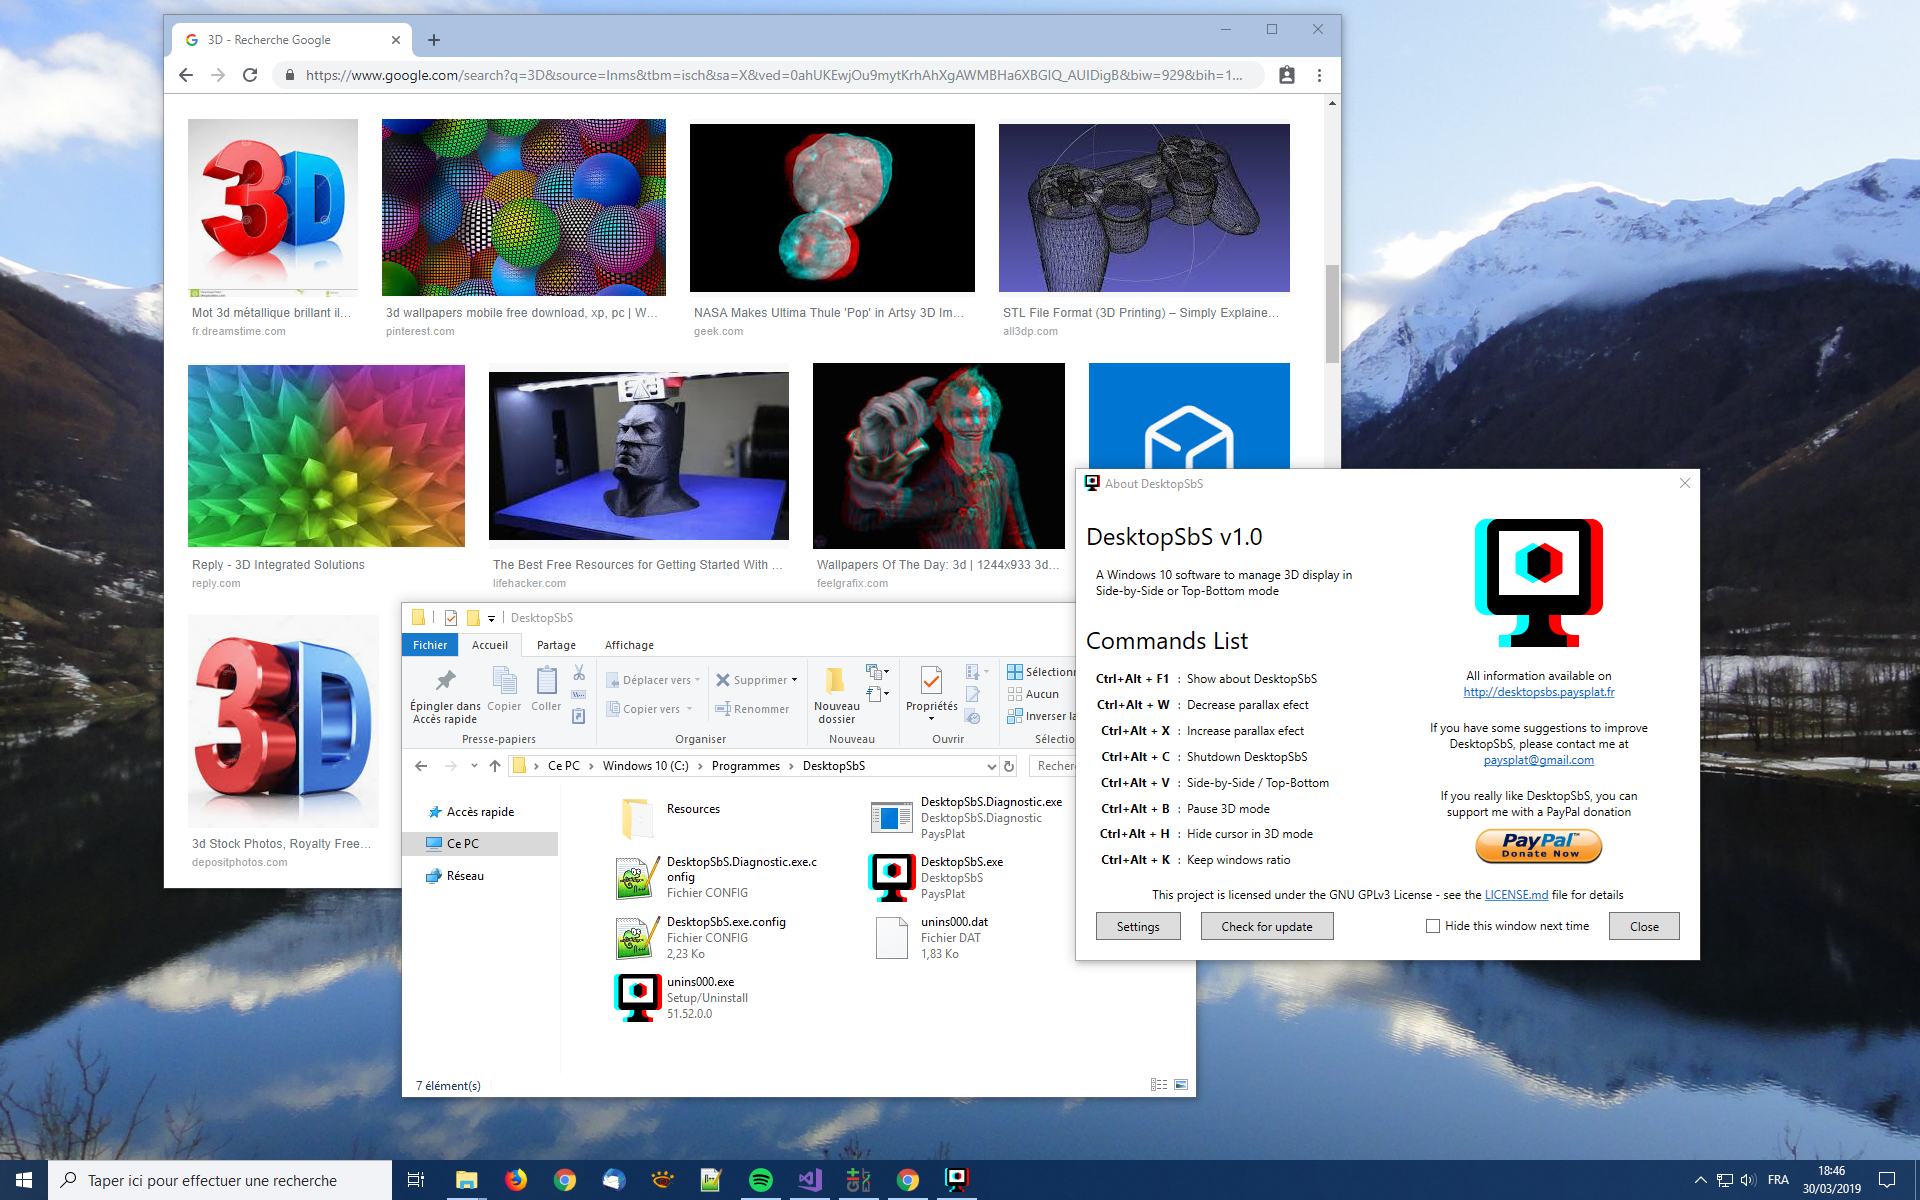 3D - Recherche Google
https://www.google.com/search?q=3D&source=lnms&tbm=isch&sa=X&ved=0ahUKEwjOu9mytKrhAhXgAWMBHa6XBGIQ_AUIDigB&biw=929&bih=1...
3D
Mot 3d métallique brillant il...
fr.dreamstime.com
3d wallpapers mobile free download, xp, pc | W...
pinterest.com
NASA Makes Ultima Thule 'Pop' in Artsy 3D Im...
geek.com
STL File Format (3D Printing) – Simply Explaine...
all3dp.com
Reply - 3D Integrated Solutions
reply.com
The Best Free Resources for Getting Started With ...
lifehacker.com
Wallpapers Of The Day: 3d | 1244x933 3d...
feelgrafix.com
3D
3d Stock Photos, Royalty Free...
depositphotos.com
DesktopSbS
Fichier
Accueil
Partage
Affichage
Épingler dans
Accès rapide
Copier
Coller
Presse-papiers
Déplacer vers
Copier vers
Supprimer
Renommer
Organiser
Nouveau
dossier
Nouveau
Propriétés
Ouvrir
Sélection
Aucun
Inverser la
Sélectio
Ce PC
Windows 10 (C:)
Programmes
DesktopSbS
Recher
Accès rapide
Ce PC
Réseau
Resources
DesktopSbS.Diagnostic.exe
DesktopSbS.Diagnostic
PaysPlat
DesktopSbS.Diagnostic.exe.c
onfig
Fichier CONFIG
DesktopSbS.exe
DesktopSbS
PaysPlat
DesktopSbS.exe.config
Fichier CONFIG
2,23 Ko
unins000.dat
Fichier DAT
1,83 Ko
unins000.exe
Setup/Uninstall
51.52.0.0
7 élément(s)
About DesktopSbS
DesktopSbS v1.0
A Windows 10 software to manage 3D display in
Side-by-Side or Top-Bottom mode
Commands List
Ctrl+Alt + F1 : Show about DesktopSbS
Ctrl+Alt + W : Decrease parallax efect
Ctrl+Alt + X : Increase parallax efect
Ctrl+Alt + C : Shutdown DesktopSbS
Ctrl+Alt + V : Side-by-Side / Top-Bottom
Ctrl+Alt + B : Pause 3D mode
Ctrl+Alt + H : Hide cursor in 3D mode
Ctrl+Alt + K : Keep windows ratio
All information available on
http://desktopsbs.paysplat.fr
If you have some suggestions to improve
DesktopSbS, please contact me at
paysplat@gmail.com
If you really like DesktopSbS, you can
support me with a PayPal donation
PayPal™
Donate Now
This project is licensed under the GNU GPLv3 License - see the LICENSE.md file for details
Settings
Check for update
Hide this window next time
Close
Taper ici pour effectuer une recherche
FRA
18:46
30/03/2019